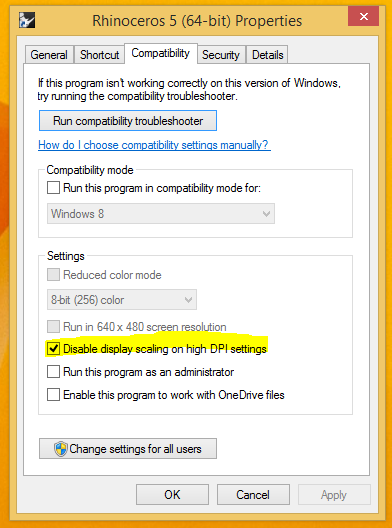 Rhinoceros 5 (64-bit) Properties
General Shortcut Compatibility Security Details
If this program isn't working correctly on this version of Windows,
try running the compatibility troubleshooter.
Run compatibility troubleshooter
How do I choose compatibility settings manually?
Compatibility mode
Run this program in compatibility mode for:
Windows 8
Settings
Reduced color mode
8-bit (256) color
Run in 640 x 480 screen resolution
Disable display scaling on high DPI settings
Run this program as an administrator
Enable this program to work with OneDrive files
Change settings for all users
OK Cancel Apply